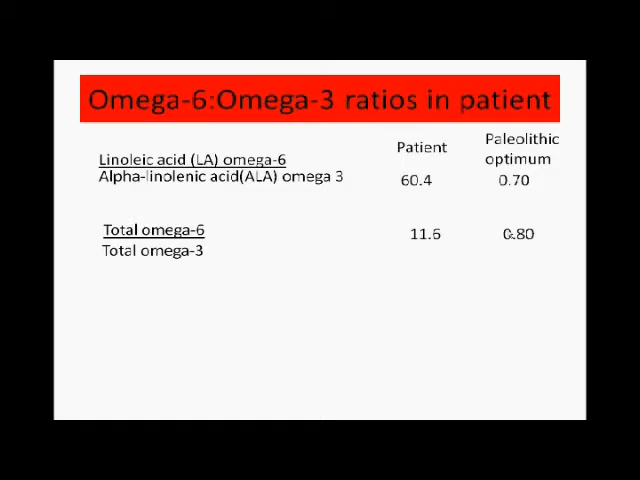 Omega-6:Omega-3 ratios in patient
Patient
Paleolithic
optimum
Linoleic acid (LA) omega-6
Alpha-linolenic acid(ALA) omega 3
60.4
0.70
Total omega-6
Total omega-3
11.6
0.80